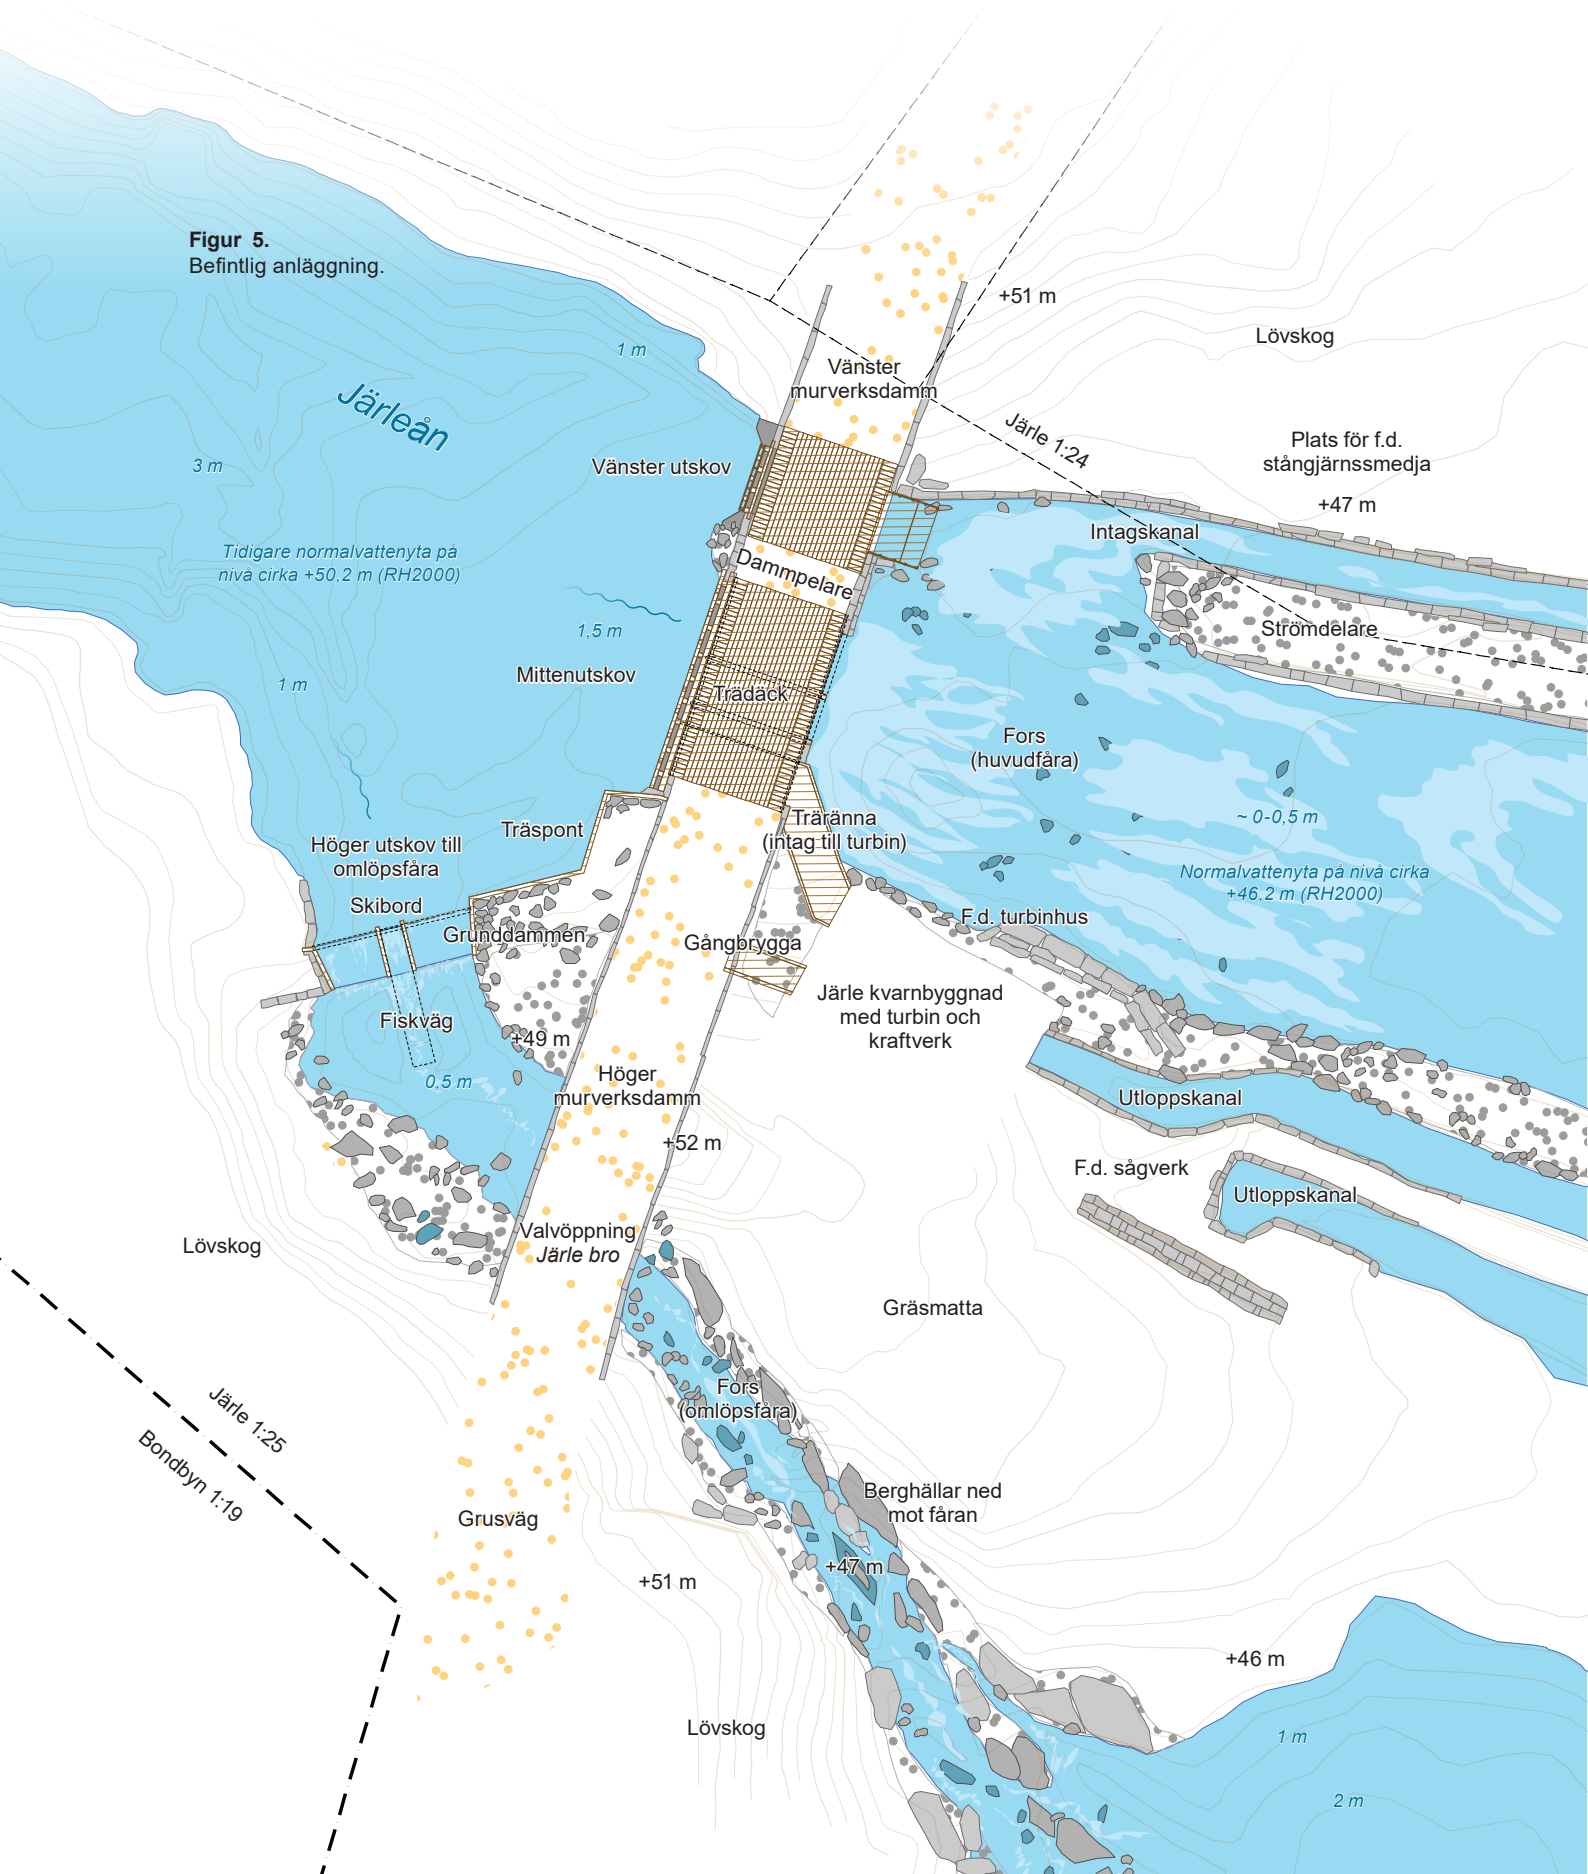 Figur 5.
Befintlig anläggning.
+51 m
Lövskog
1 m
Vänster
murverksdamm
Järleån
Järle 1:24
Plats för f.d.
stångjärnssmedja
3 m
Vänster utskov
+47 m
Intagskanal
Tidigare normalvattenyta på
nivå cirka +50,2 m (RH2000)
Dammpelare
1,5 m
Strömdelare
Mittenutskov
1 m
Trädäck
Fors
(huvudfåra)
Träränna
(intag till turbin)
~ 0-0,5 m
Träspont
Höger utskov till
omlöpsfåra
Normalvattenyta på nivå cirka
+46,2 m (RH2000)
Skibord
F.d. turbinhus
Grunddammen
Gångbrygga
Järle kvarnbyggnad
med turbin och
kraftverk
Fiskväg
+49 m
0,5 m
Höger
murverksdamm
Utloppskanal
+52 m
F.d. sågverk
Utloppskanal
Valvöppning
Järle bro
Lövskog
Gräsmatta
Järle 1:25
Bondbyn 1:19
Fors
(omlöpsfåra)
Berghällar ned
mot fåran
Grusväg
+47 m
+51 m
+46 m
Lövskog
1 m
2 m